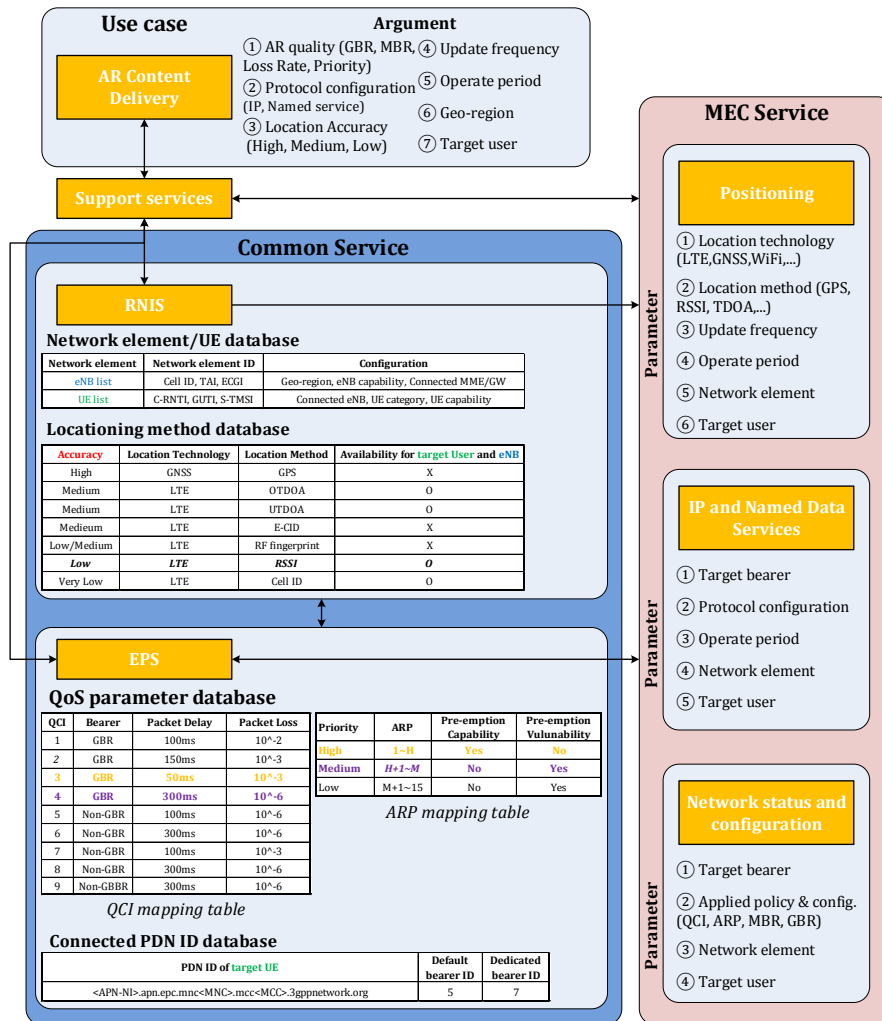 Use case
AR Content
Delivery
Argument
① AR quality (GBR, MBR,
Loss Rate, Priority)
② Protocol configuration
(IP, Named service)
③ Location Accuracy
(High, Medium, Low)
④ Update frequency
⑤ Operate period
⑥ Geo-region
⑦ Target user
Support services
Common Service
RNIS
Network element/UE database
Network element Network element ID Configuration
eNB list Cell ID, TAI, ECGI Geo-region, eNB capability, Connected MME/GW
UE list C-RNTI, GUTI, S-TMSI Connected eNB, UE category, UE capability
Locationing method database
Accuracy Location Technology Location Method Availability for target User and eNB
High GNSS GPS X
Medium LTE OTDOA O
Medium LTE UTDOA O
Medieum LTE E-CID X
Low/Medium LTE RF fingerprint X
Low LTE RSSI O
Very Low LTE Cell ID O
EPS
QoS parameter database
QCI Bearer Packet Delay Packet Loss
1 GBR 100ms 10^-2
2 GBR 150ms 10^-3
3 GBR 50ms 10^-3
4 GBR 300ms 10^-6
5 Non-GBR 100ms 10^-6
6 Non-GBR 300ms 10^-6
7 Non-GBR 100ms 10^-3
8 Non-GBR 300ms 10^-6
9 Non-GBBR 300ms 10^-6
QCI mapping table
Priority ARP Pre-emption Pre-emption
Capability Vulunability
High 1~H Yes No
Medium H+1~M No Yes
Low M+1~15 No Yes
ARP mapping table
Connected PDN ID database
PDN ID of target UE Default Dedicated
bearer ID bearer ID
<APN-NI>.apn.epc.mnc<MNC>.mcc<MCC>.3gppnetwork.org 5 7
MEC Service
Parameter
Positioning
① Location technology
(LTE,GNSS,WiFi,...)
② Location method (GPS,
RSSI, TDOA,...)
③ Update frequency
④ Operate period
⑤ Network element
⑥ Target user
Parameter
IP and Named Data
Services
① Target bearer
② Protocol configuration
③ Operate period
④ Network element
⑤ Target user
Parameter
Network status and
configuration
① Target bearer
② Applied policy & config.
(QCI, ARP, MBR, GBR)
③ Network element
④ Target user